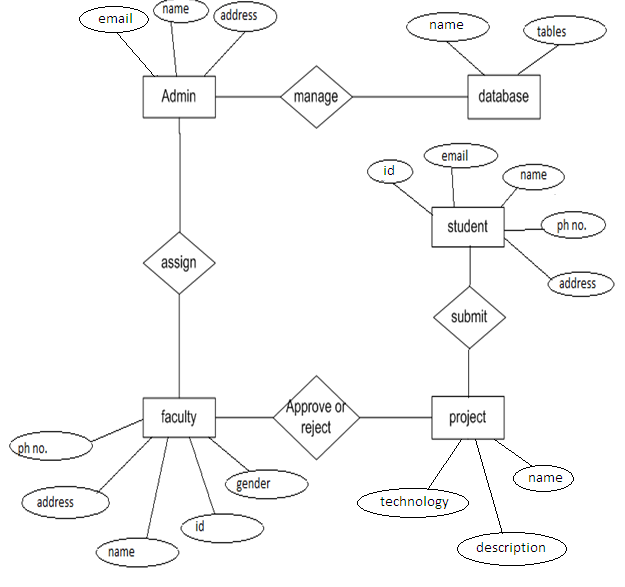 email
name
address
name
tables
Admin
manage
database
id
email
name
student
ph no.
address
assign
submit
faculty
Approve or
reject
project
ph no.
address
name
id
gender
technology
description
name